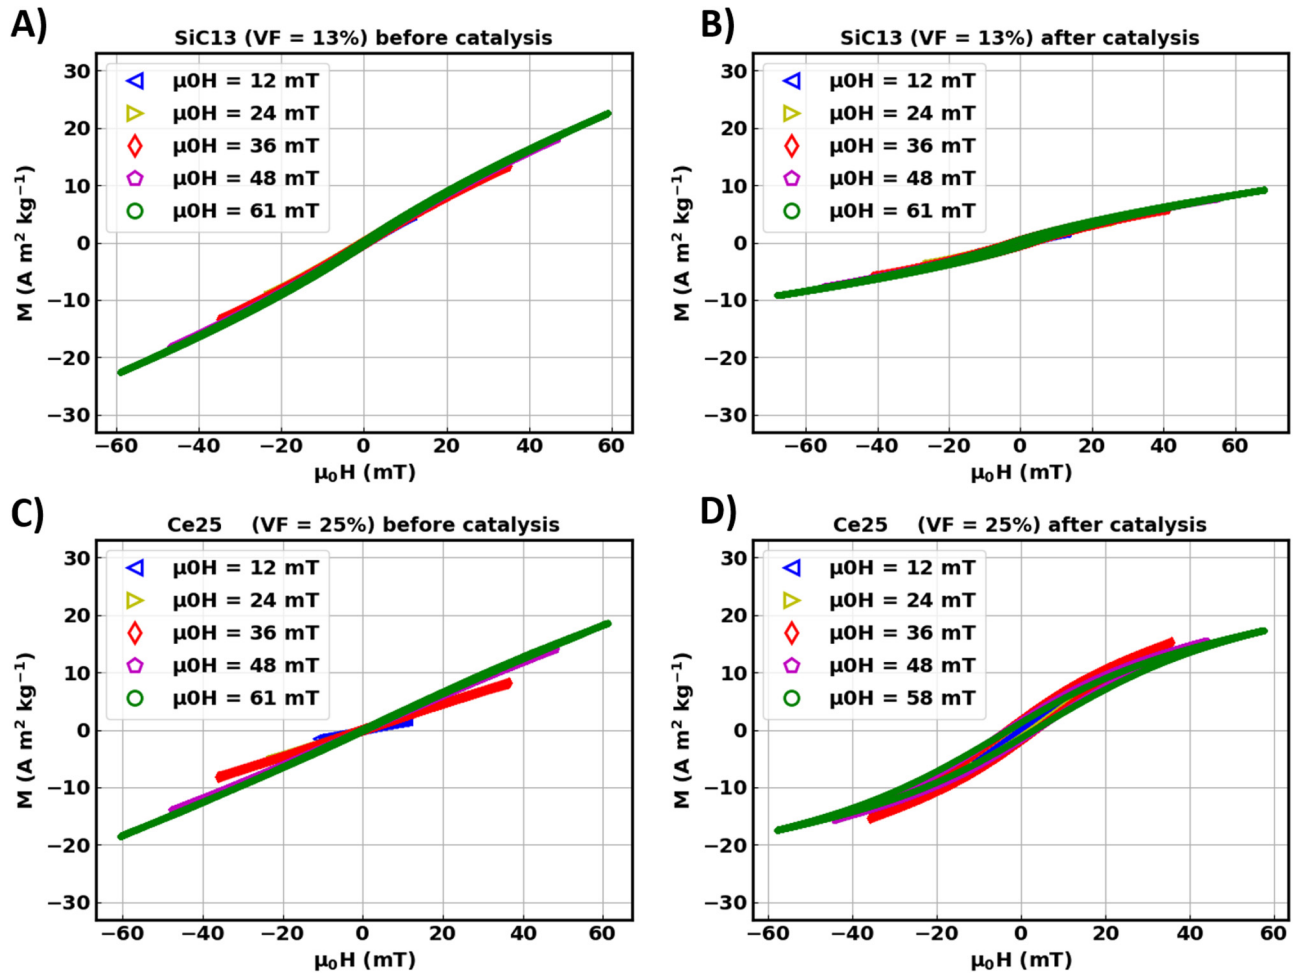 A)
SiC13 (VF = 13%) before catalysis
30
20
10
0
−10
−20
−30
M (A m² kg⁻¹)
μ0H = 12 mT
μ0H = 24 mT
μ0H = 36 mT
μ0H = 48 mT
μ0H = 61 mT
−60 −40 −20 0 20 40 60
μ₀H (mT)
B)
SiC13 (VF = 13%) after catalysis
30
20
10
0
−10
−20
−30
M (A m² kg⁻¹)
μ0H = 12 mT
μ0H = 24 mT
μ0H = 36 mT
μ0H = 48 mT
μ0H = 61 mT
−60 −40 −20 0 20 40 60
μ₀H (mT)
C)
Ce25 (VF = 25%) before catalysis
30
20
10
0
−10
−20
−30
M (A m² kg⁻¹)
μ0H = 12 mT
μ0H = 24 mT
μ0H = 36 mT
μ0H = 48 mT
μ0H = 61 mT
−60 −40 −20 0 20 40 60
μ₀H (mT)
D)
Ce25 (VF = 25%) after catalysis
30
20
10
0
−10
−20
−30
M (A m² kg⁻¹)
μ0H = 12 mT
μ0H = 24 mT
μ0H = 36 mT
μ0H = 48 mT
μ0H = 58 mT
−60 −40 −20 0 20 40 60
μ₀H (mT)